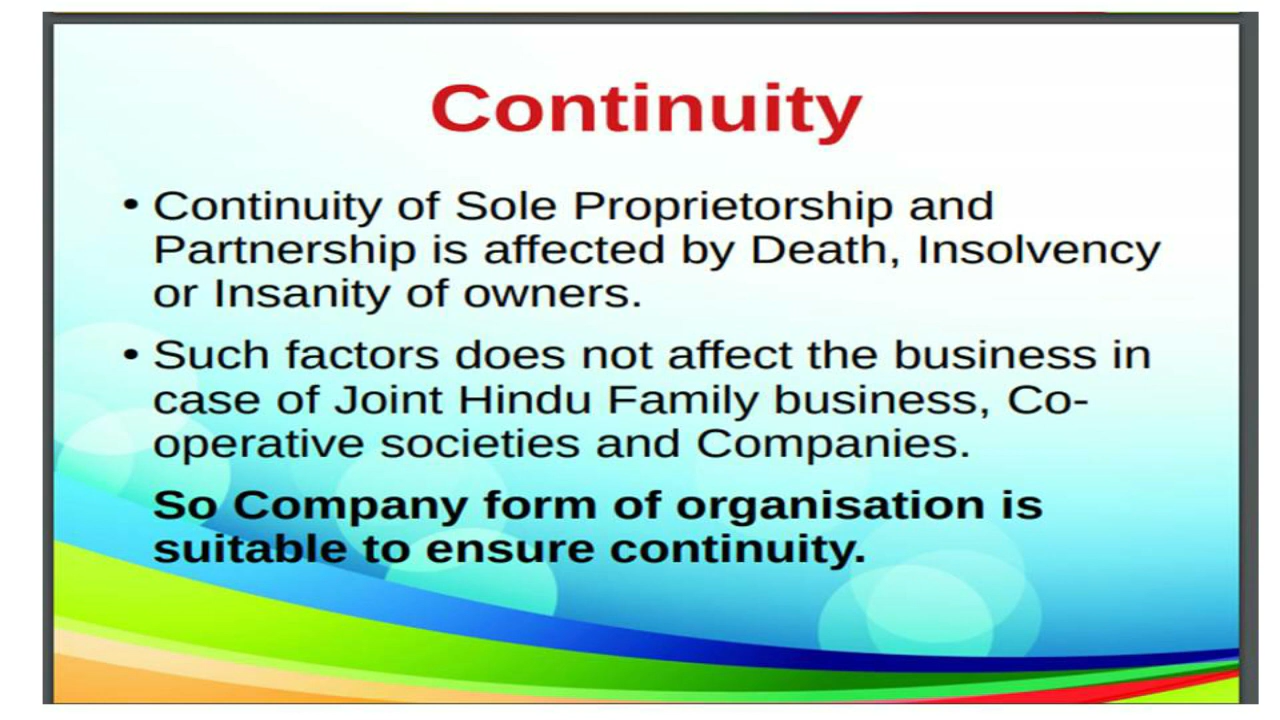 Continuity
• Continuity of Sole Proprietorship and
Partnership is affected by Death, Insolvency
or Insanity of owners.
• Such factors does not affect the business in
case of Joint Hindu Family business, Co-
operative societies and Companies.
So Company form of organisation is
suitable to ensure continuity.